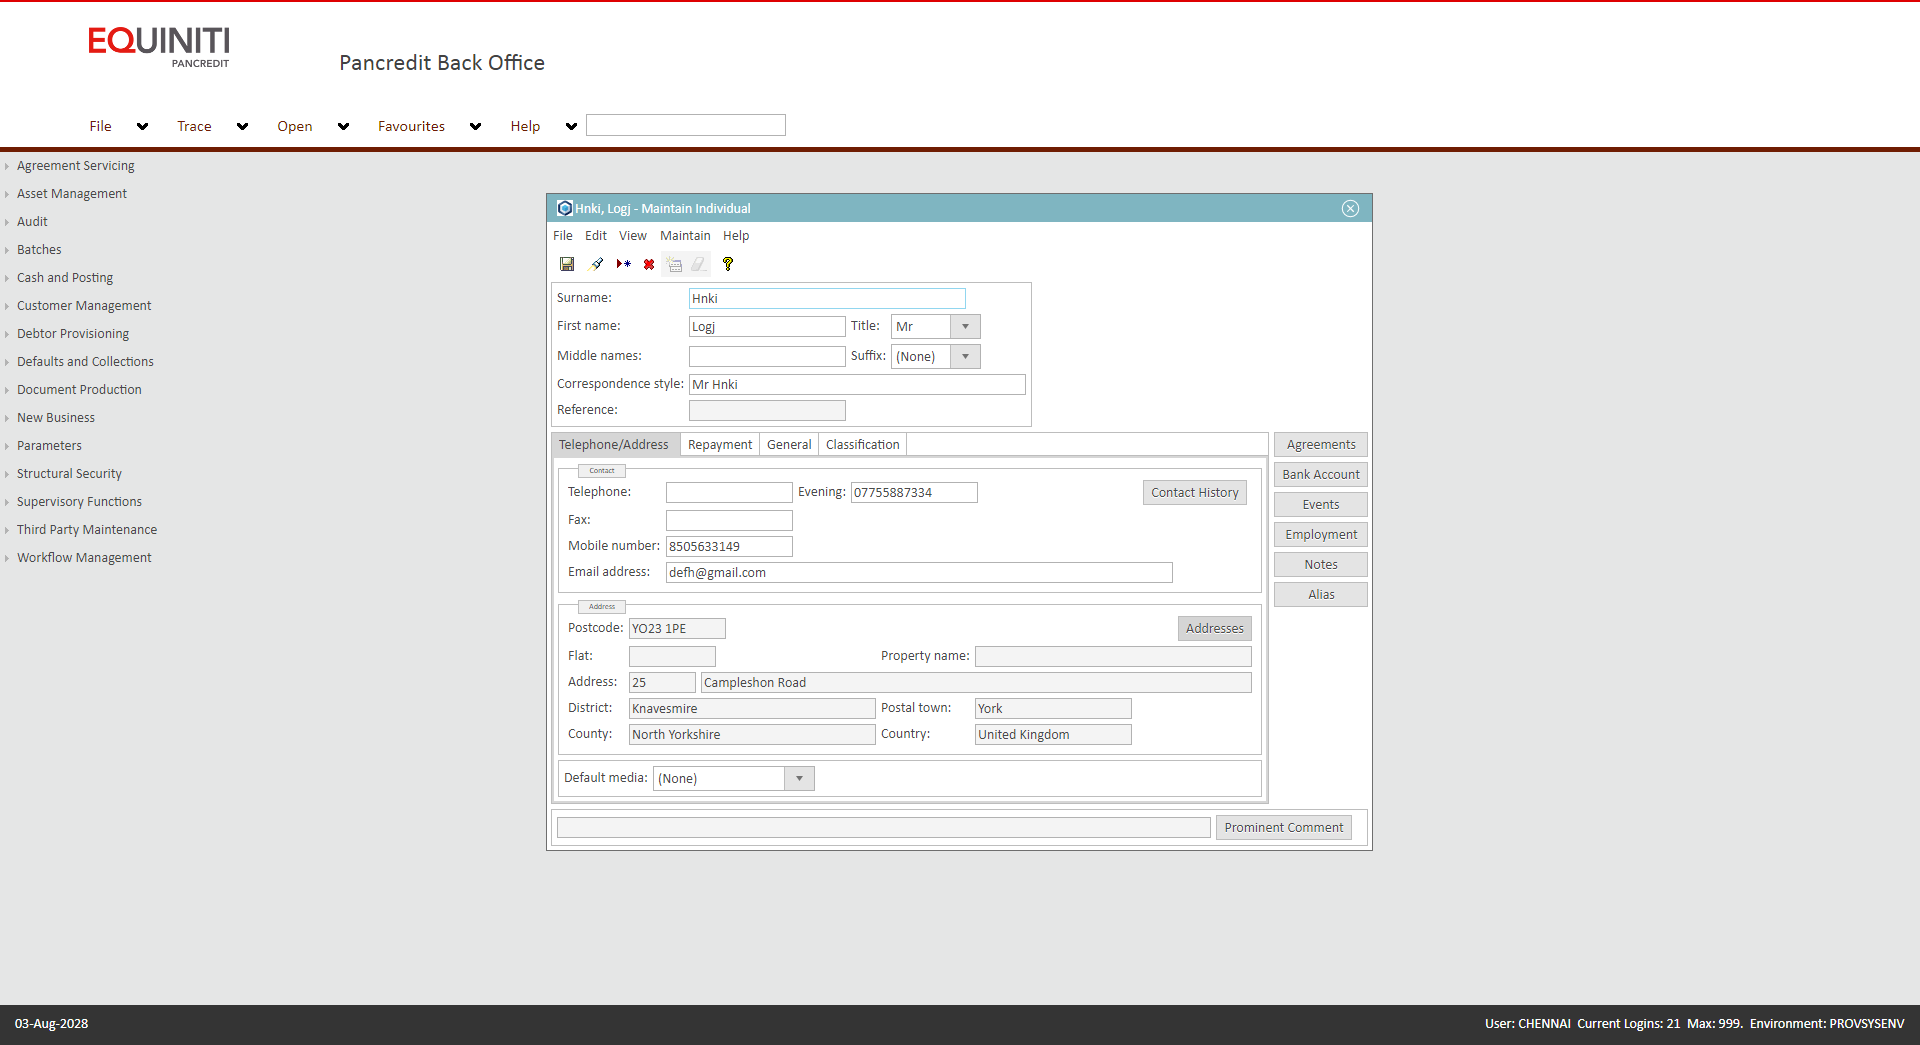 EQUINITI
PANCREDIT
Pancredit Back Office
File Trace Open Favourites Help
Agreement Servicing
Asset Management
Audit
Batches
Cash and Posting
Customer Management
Debtor Provisioning
Defaults and Collections
Document Production
New Business
Parameters
Structural Security
Supervisory Functions
Third Party Maintenance
Workflow Management
Hnki, Logj - Maintain Individual
File Edit View Maintain Help
Surname: Hnki
First name: Logj Title: Mr
Middle names: Suffix: (None)
Correspondence style: Mr Hnki
Reference:
Telephone/Address Repayment General Classification
Contact
Telephone: Evening: 07755887334 Contact History
Fax:
Mobile number: 8505633149
Email address: defh@gmail.com
Address
Postcode: YO23 1PE Addresses
Flat: Property name:
Address: 25 Campleshon Road
District: Knavesmire Postal town: York
County: North Yorkshire Country: United Kingdom
Default media: (None)
Agreements
Bank Account
Events
Employment
Notes
Alias
Prominent Comment
03-Aug-2028 User: CHENNAI Current Logins: 21 Max: 999. Environment: PROVSYSENV